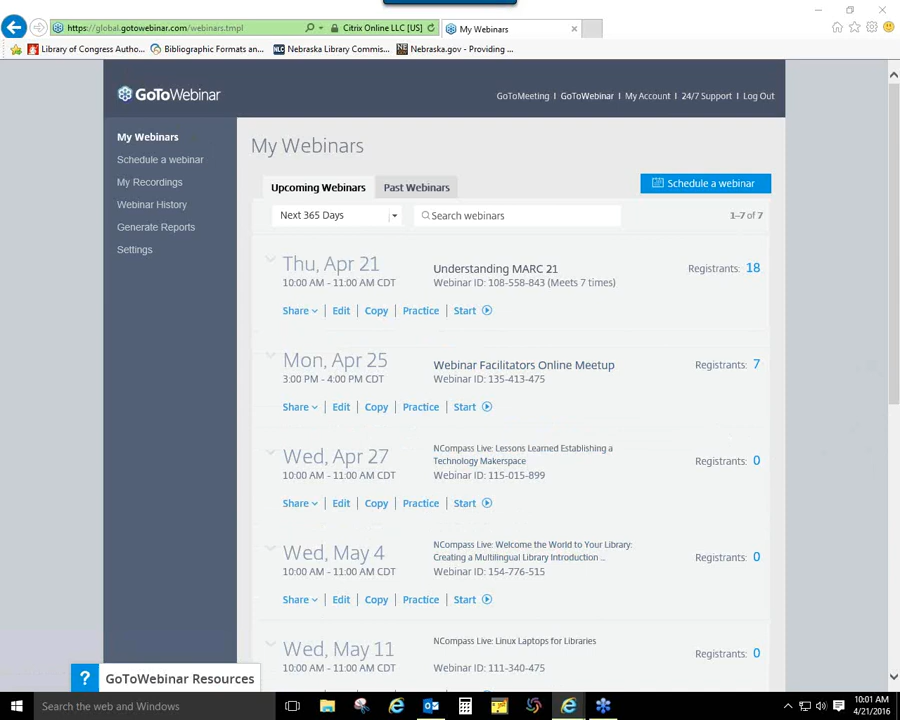 https://global.gotowebinar.com/webinars.tmpl
Citrix Online LLC [US]
My Webinars
Library of Congress Autho...
Bibliographic Formats an...
NLC Nebraska Library Commis...
Nebraska.gov - Providing ...
GoToWebinar
GoToMeeting | GoToWebinar | My Account | 24/7 Support | Log Out
My Webinars
Schedule a webinar
My Recordings
Webinar History
Generate Reports
Settings
My Webinars
Upcoming Webinars
Past Webinars
Schedule a webinar
Next 365 Days
Search webinars
1–7 of 7
Thu, Apr 21
10:00 AM - 11:00 AM CDT
Understanding MARC 21
Webinar ID: 108-558-843 (Meets 7 times)
Registrants: 18
Share | Edit | Copy | Practice | Start
Mon, Apr 25
3:00 PM - 4:00 PM CDT
Webinar Facilitators Online Meetup
Webinar ID: 135-413-475
Registrants: 7
Share | Edit | Copy | Practice | Start
Wed, Apr 27
10:00 AM - 11:00 AM CDT
NCompass Live: Lessons Learned Establishing a
Technology Makerspace
Webinar ID: 115-015-899
Registrants: 0
Share | Edit | Copy | Practice | Start
Wed, May 4
10:00 AM - 11:00 AM CDT
NCompass Live: Welcome the World to Your Library:
Creating a Multilingual Library Introduction ...
Webinar ID: 154-776-515
Registrants: 0
Share | Edit | Copy | Practice | Start
Wed, May 11
10:00 AM - 11:00 AM CDT
NCompass Live: Linux Laptops for Libraries
Webinar ID: 111-340-475
Registrants: 0
? GoToWebinar Resources
Search the web and Windows
10:01 AM
4/21/2016